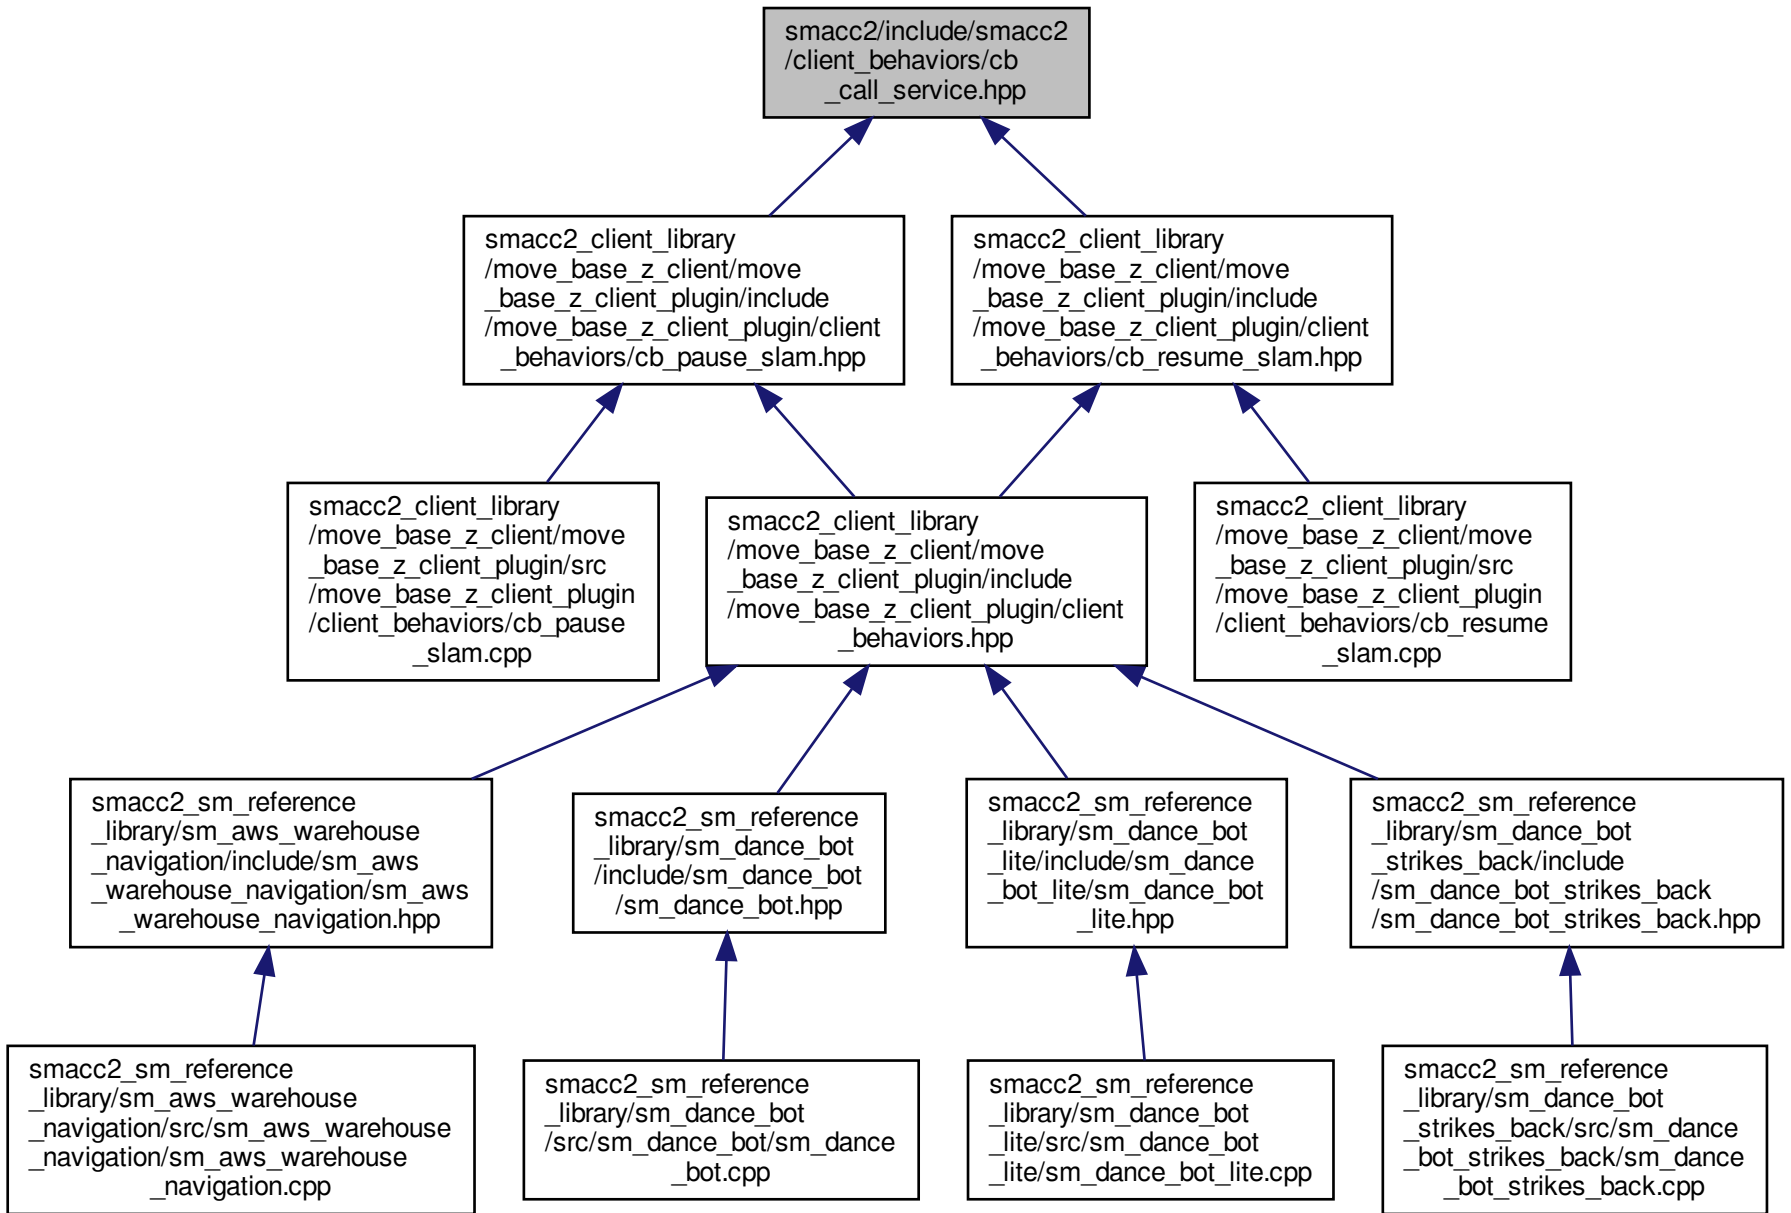 smacc2/include/smacc2
/client_behaviors/cb
_call_service.hpp
smacc2_client_library
/move_base_z_client/move
_base_z_client_plugin/include
/move_base_z_client_plugin/client
_behaviors/cb_pause_slam.hpp
smacc2_client_library
/move_base_z_client/move
_base_z_client_plugin/include
/move_base_z_client_plugin/client
_behaviors/cb_resume_slam.hpp
smacc2_client_library
/move_base_z_client/move
_base_z_client_plugin/src
/move_base_z_client_plugin
/client_behaviors/cb_pause
_slam.cpp
smacc2_client_library
/move_base_z_client/move
_base_z_client_plugin/include
/move_base_z_client_plugin/client
_behaviors.hpp
smacc2_client_library
/move_base_z_client/move
_base_z_client_plugin/src
/move_base_z_client_plugin
/client_behaviors/cb_resume
_slam.cpp
smacc2_sm_reference
_library/sm_aws_warehouse
_navigation/include/sm_aws
_warehouse_navigation/sm_aws
_warehouse_navigation.hpp
smacc2_sm_reference
_library/sm_dance_bot
/include/sm_dance_bot
/sm_dance_bot.hpp
smacc2_sm_reference
_library/sm_dance_bot
_lite/include/sm_dance
_bot_lite/sm_dance_bot
_lite.hpp
smacc2_sm_reference
_library/sm_dance_bot
_strikes_back/include
/sm_dance_bot_strikes_back
/sm_dance_bot_strikes_back.hpp
smacc2_sm_reference
_library/sm_aws_warehouse
_navigation/src/sm_aws_warehouse
_navigation/sm_aws_warehouse
_navigation.cpp
smacc2_sm_reference
_library/sm_dance_bot
/src/sm_dance_bot/sm_dance
_bot.cpp
smacc2_sm_reference
_library/sm_dance_bot
_lite/src/sm_dance_bot
_lite/sm_dance_bot_lite.cpp
smacc2_sm_reference
_library/sm_dance_bot
_strikes_back/src/sm_dance
_bot_strikes_back/sm_dance
_bot_strikes_back.cpp